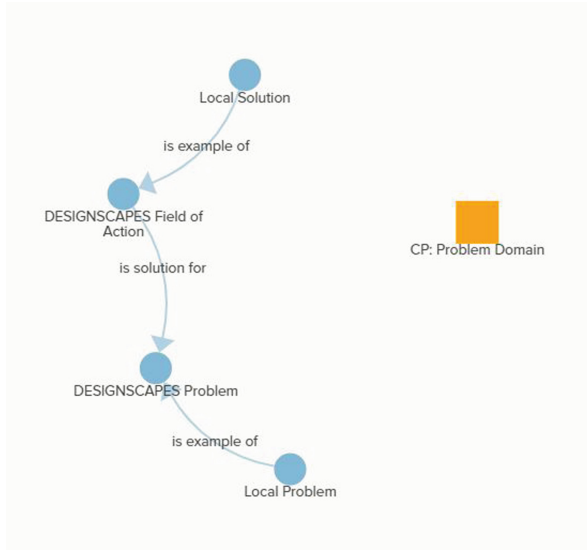 Local Solution
is example of
DESIGNSCAPES Field of
Action
is solution for
CP: Problem Domain
DESIGNSCAPES Problem
is example of
Local Problem